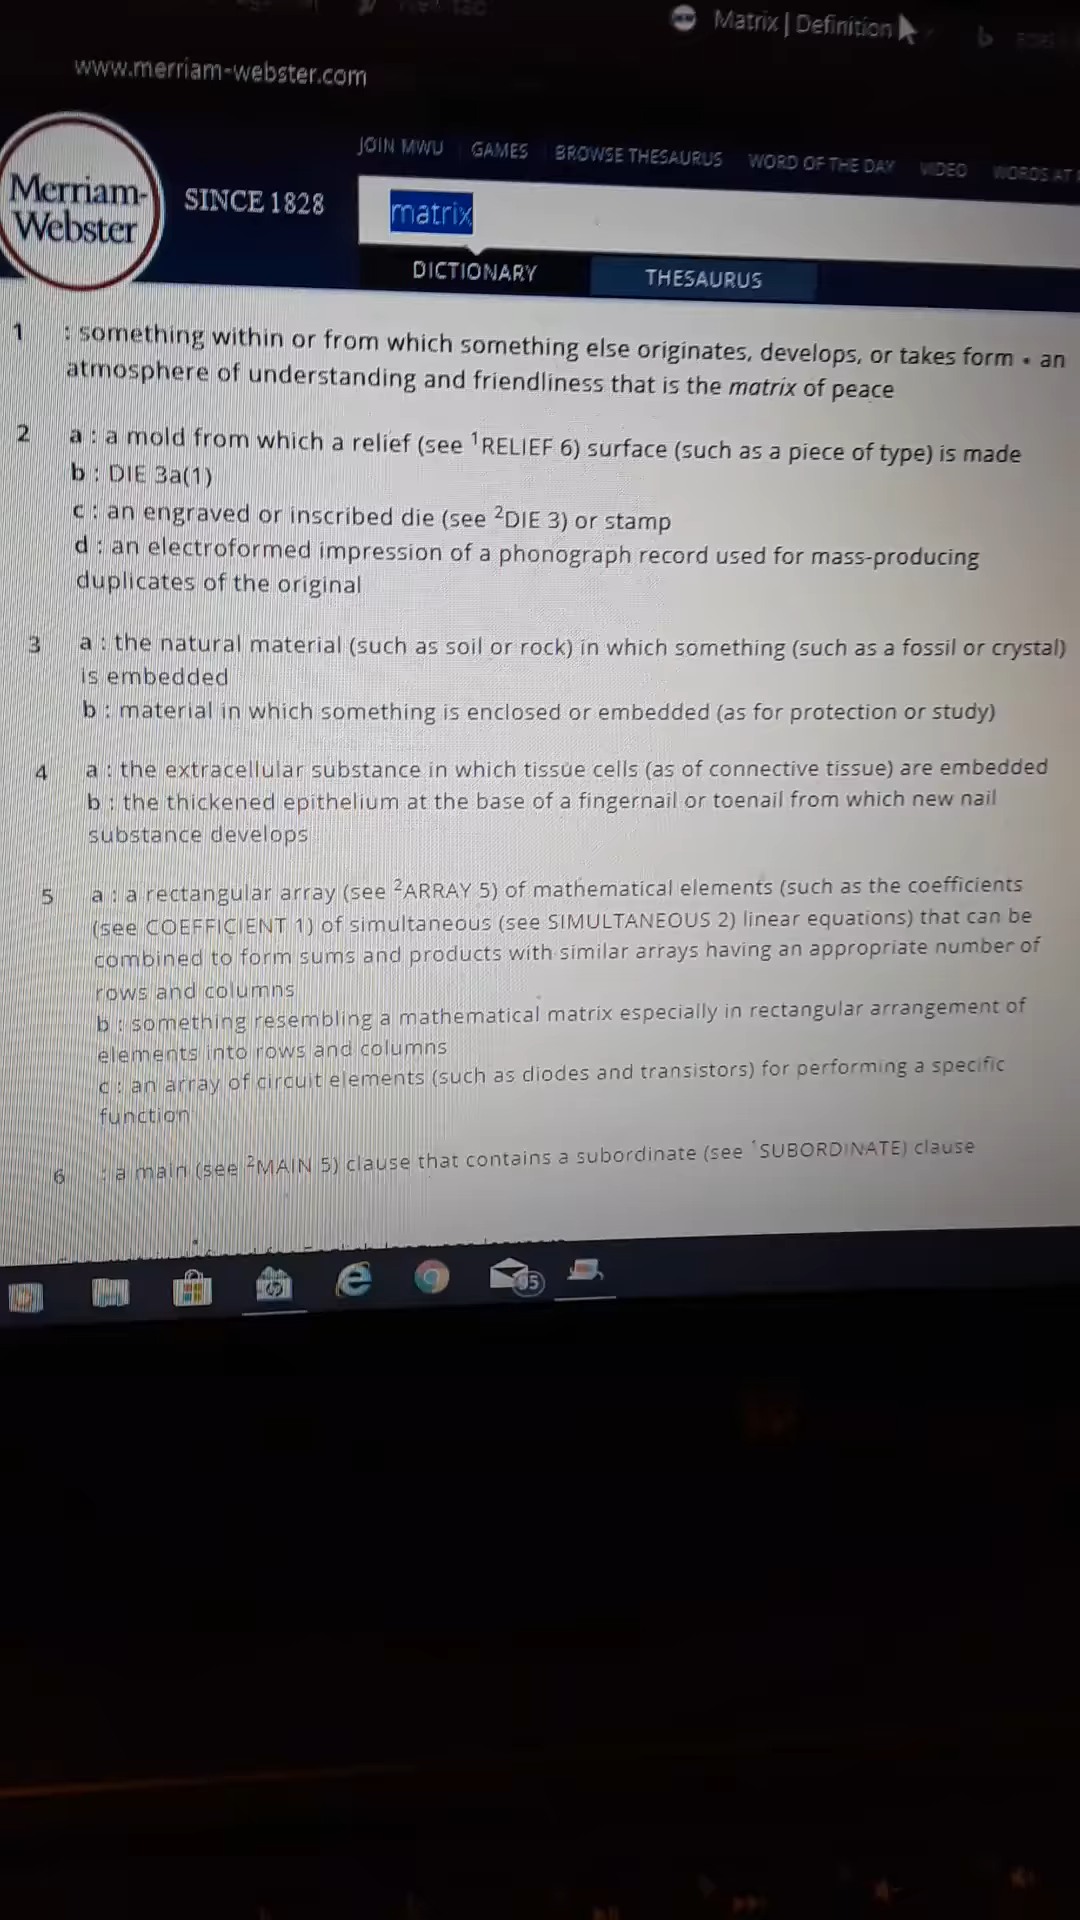 Matrix | Definition
www.merriam-webster.com
JOIN MWU GAMES BROWSE THESAURUS WORD OF THE DAY VIDEO WORDS AT
Merriam-
Webster
SINCE 1828
matrix
DICTIONARY THESAURUS
1 : something within or from which something else originates, develops, or takes form • an
atmosphere of understanding and friendliness that is the matrix of peace
2 a : a mold from which a relief (see ¹RELIEF 6) surface (such as a piece of type) is made
b : DIE 3a(1)
c : an engraved or inscribed die (see ²DIE 3) or stamp
d : an electroformed impression of a phonograph record used for mass-producing
duplicates of the original
3 a : the natural material (such as soil or rock) in which something (such as a fossil or crystal)
is embedded
b : material in which something is enclosed or embedded (as for protection or study)
4 a : the extracellular substance in which tissue cells (as of connective tissue) are embedded
b : the thickened epithelium at the base of a fingernail or toenail from which new nail
substance develops
5 a : a rectangular array (see ²ARRAY 5) of mathematical elements (such as the coefficients
(see COEFFICIENT 1) of simultaneous (see SIMULTANEOUS 2) linear equations) that can be
combined to form sums and products with similar arrays having an appropriate number of
rows and columns
b : something resembling a mathematical matrix especially in rectangular arrangement of
elements into rows and columns
c : an array of circuit elements (such as diodes and transistors) for performing a specific
function
6 : a main (see ²MAIN 5) clause that contains a subordinate (see ¹SUBORDINATE) clause
95